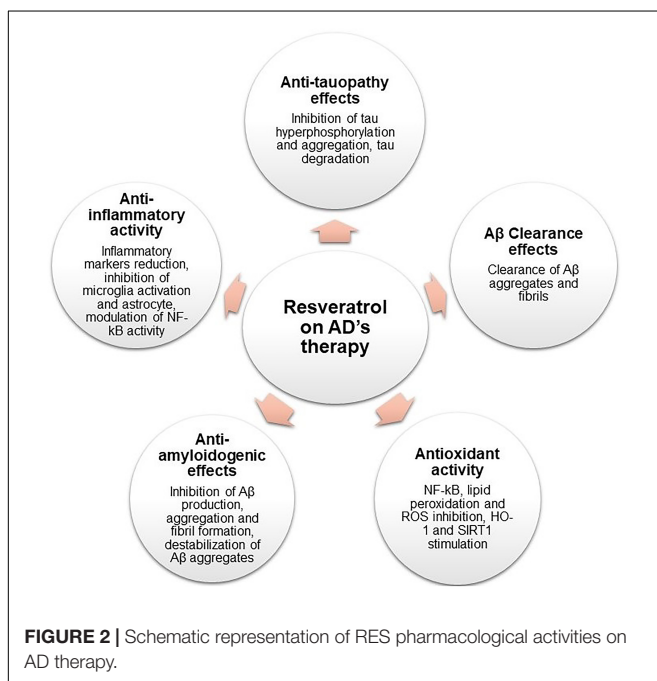 Anti-tauopathy
effects
Inhibition of tau
hyperphosphorylation
and aggregation, tau
degradation
Anti-
inflammatory
activity
Inflammatory
markers reduction,
inhibition of
microglia activation
and astrocyte,
modulation of NF-
kB activity
Aβ Clearance
effects
Clearance of Aβ
aggregates and
fibrils
Resveratrol
on AD's
therapy
Anti-
amyloidogenic
effects
Inhibition of Aβ
production,
aggregation and
fibril formation,
destabilization of
Aβ aggregates
Antioxidant
activity
NF-kB, lipid
peroxidation and
ROS inhibition, HO-
1 and SIRT1
stimulation
FIGURE 2 | Schematic representation of RES pharmacological activities on
AD therapy.